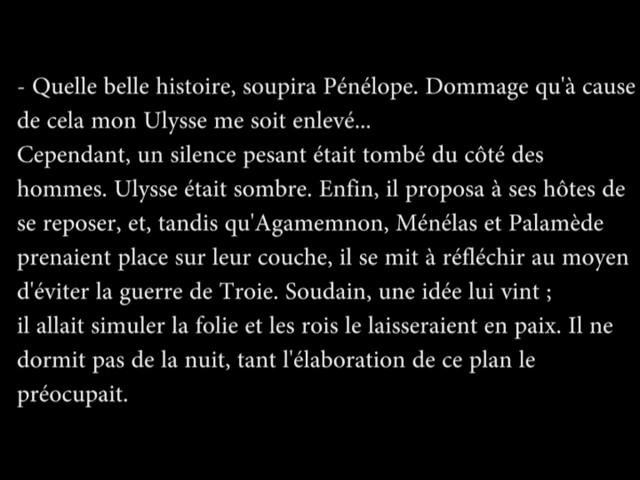 - Quelle belle histoire, soupira Pénélope. Dommage qu'à cause
de cela mon Ulysse me soit enlevé...
Cependant, un silence pesant était tombé du côté des
hommes. Ulysse était sombre. Enfin, il proposa à ses hôtes de
se reposer, et, tandis qu'Agamemnon, Ménélas et Palamède
prenaient place sur leur couche, il se mit à réfléchir au moyen
d'éviter la guerre de Troie. Soudain, une idée lui vint ;
il allait simuler la folie et les rois le laisseraient en paix. Il ne
dormit pas de la nuit, tant l'élaboration de ce plan le
préocupait.